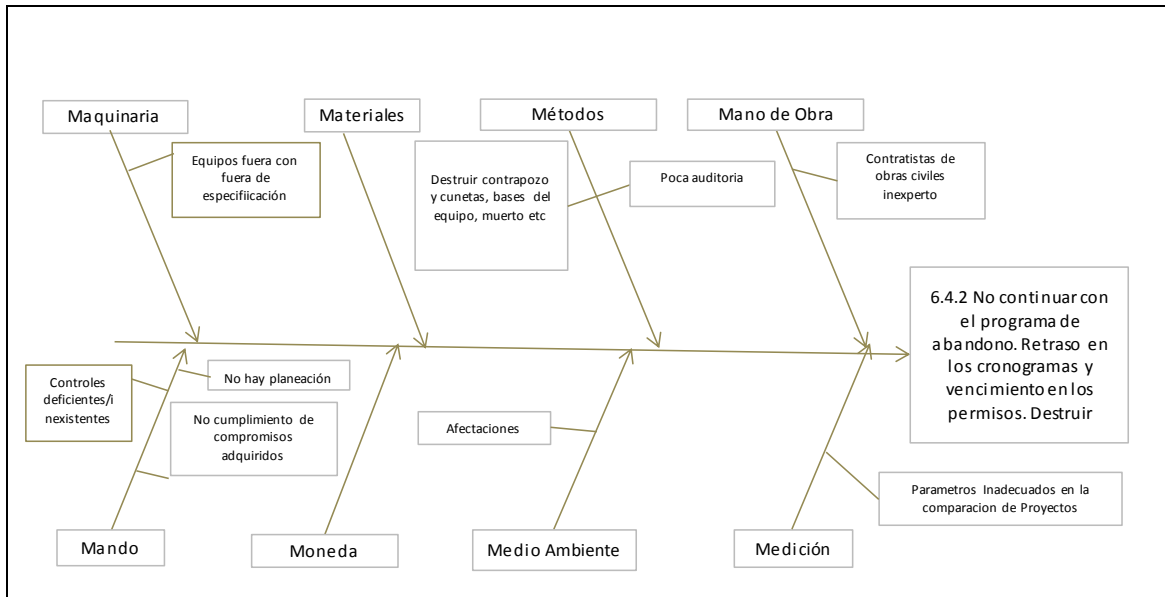 Maquinaria
Materiales
Métodos
Mano de Obra
Equipos fuera con
fuera de
especifiicación
Destruir contrapozo
y cunetas, bases del
equipo, muerto etc
Poca auditoria
Contratistas de
obras civiles
inexperto
6.4.2 No continuar con
el programa de
abandono. Retraso en
los cronogramas y
vencimiento en los
permisos. Destruir
Controles
deficientes/i
nexistentes
No hay planeación
No cumplimiento de
compromisos
adquiridos
Afectaciones
Parametros Inadecuados en la
comparacion de Proyectos
Mando
Moneda
Medio Ambiente
Medición